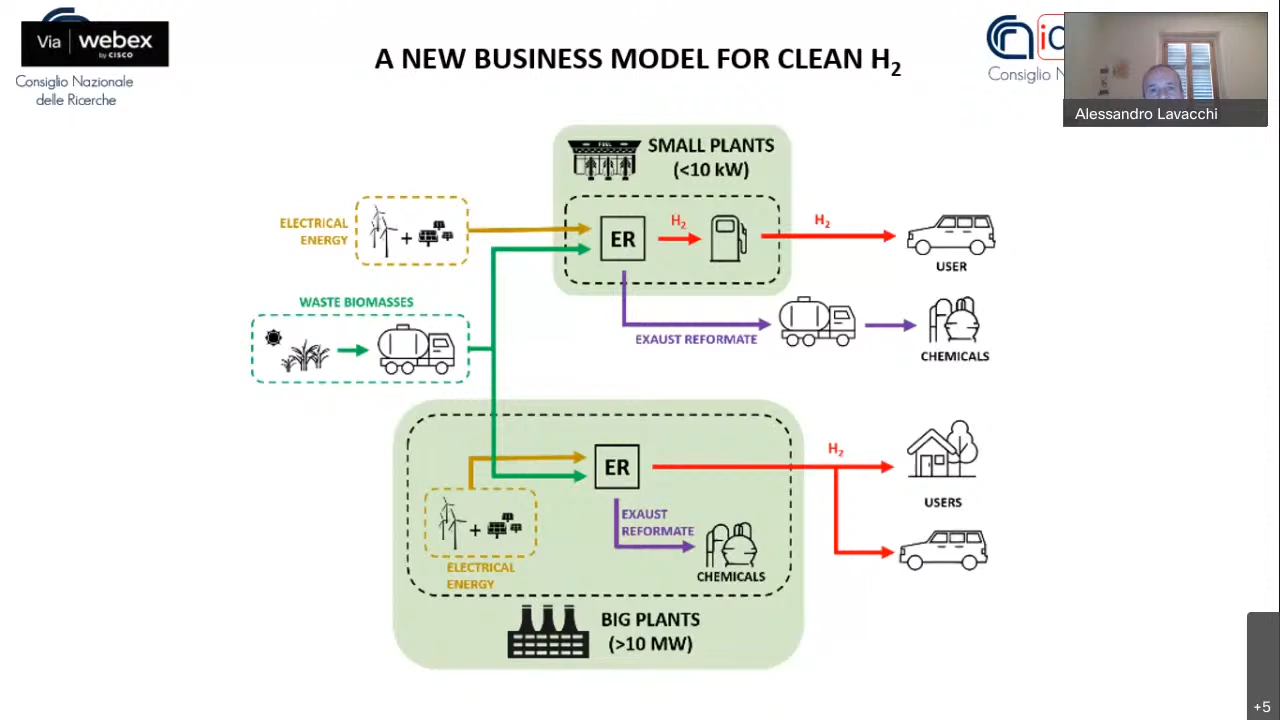 Via webex
by CISCO
Consiglio Nazionale
delle Ricerche
A NEW BUSINESS MODEL FOR CLEAN H₂
Consiglio N
Alessandro Lavacchi
FUEL
SMALL PLANTS
(<10 kW)
ELECTRICAL
ENERGY
+
ER
H₂
H₂
USER
WASTE BIOMASSES
EXAUST REFORMATE
CHEMICALS
ER
H₂
USERS
+
ELECTRICAL
ENERGY
EXAUST
REFORMATE
CHEMICALS
BIG PLANTS
(>10 MW)
+5